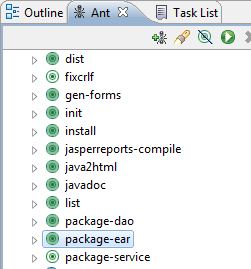 Outline Ant Task List
dist
fixcrlf
gen-forms
init
install
jasperreports-compile
java2html
javadoc
list
package-dao
package-ear
package-service